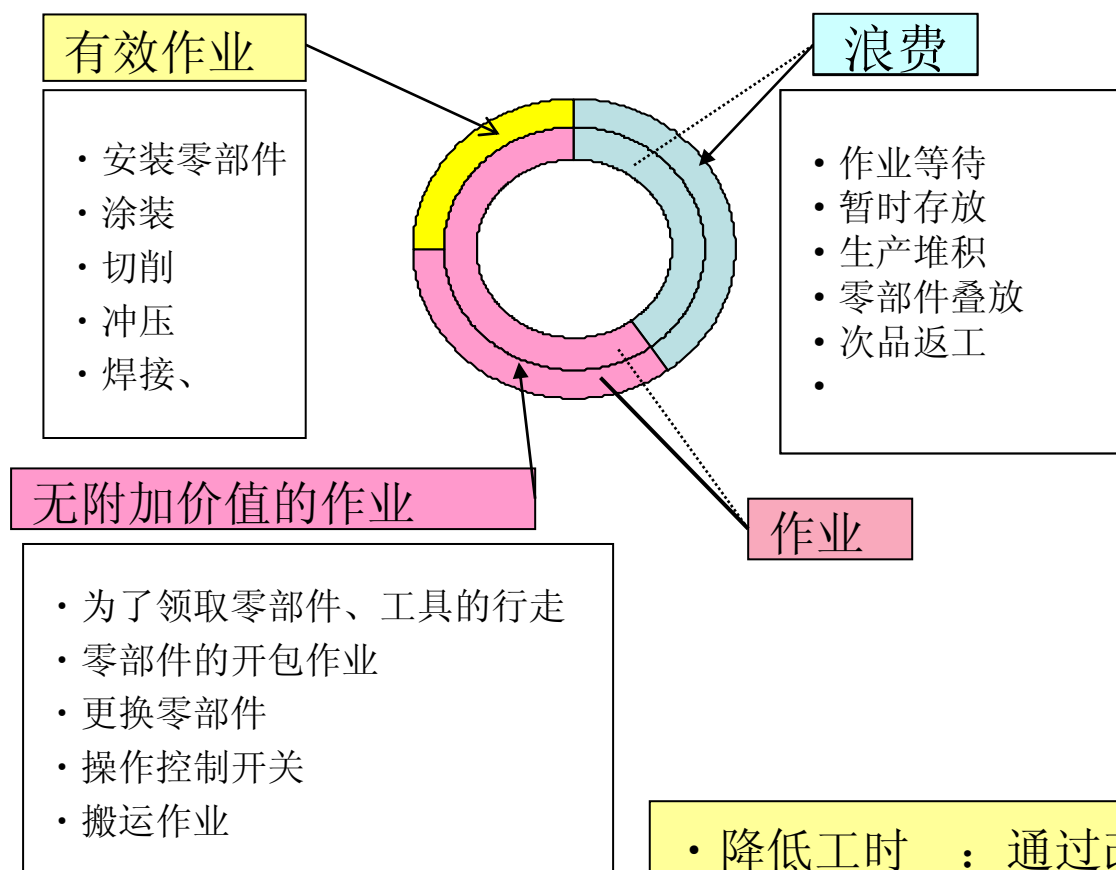 有效作业
・安装零部件
・涂装
・切削
・冲压
・焊接、
浪费
• 作业等待
• 暂时存放
• 生产堆积
• 零部件叠放
• 次品返工
•
无附加价值的作业
・为了领取零部件、工具的行走
・零部件的开包作业
・更换零部件
・操作控制开关
・搬运作业
作业
・降低工时　：通过